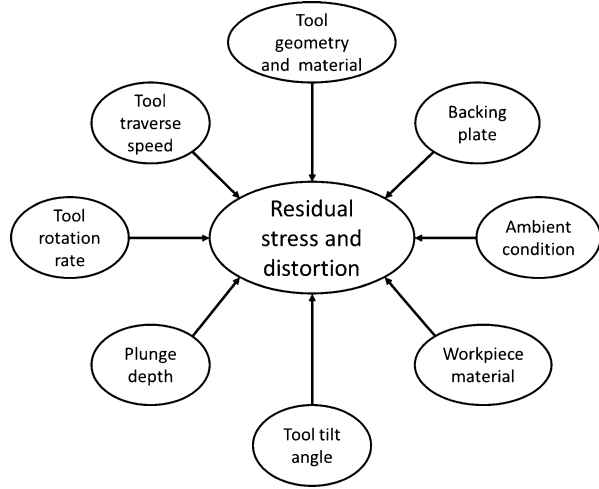 Tool
geometry
and material
Tool
traverse
speed
Backing
plate
Residual
stress and
distortion
Tool
rotation
rate
Ambient
condition
Plunge
depth
Workpiece
material
Tool tilt
angle